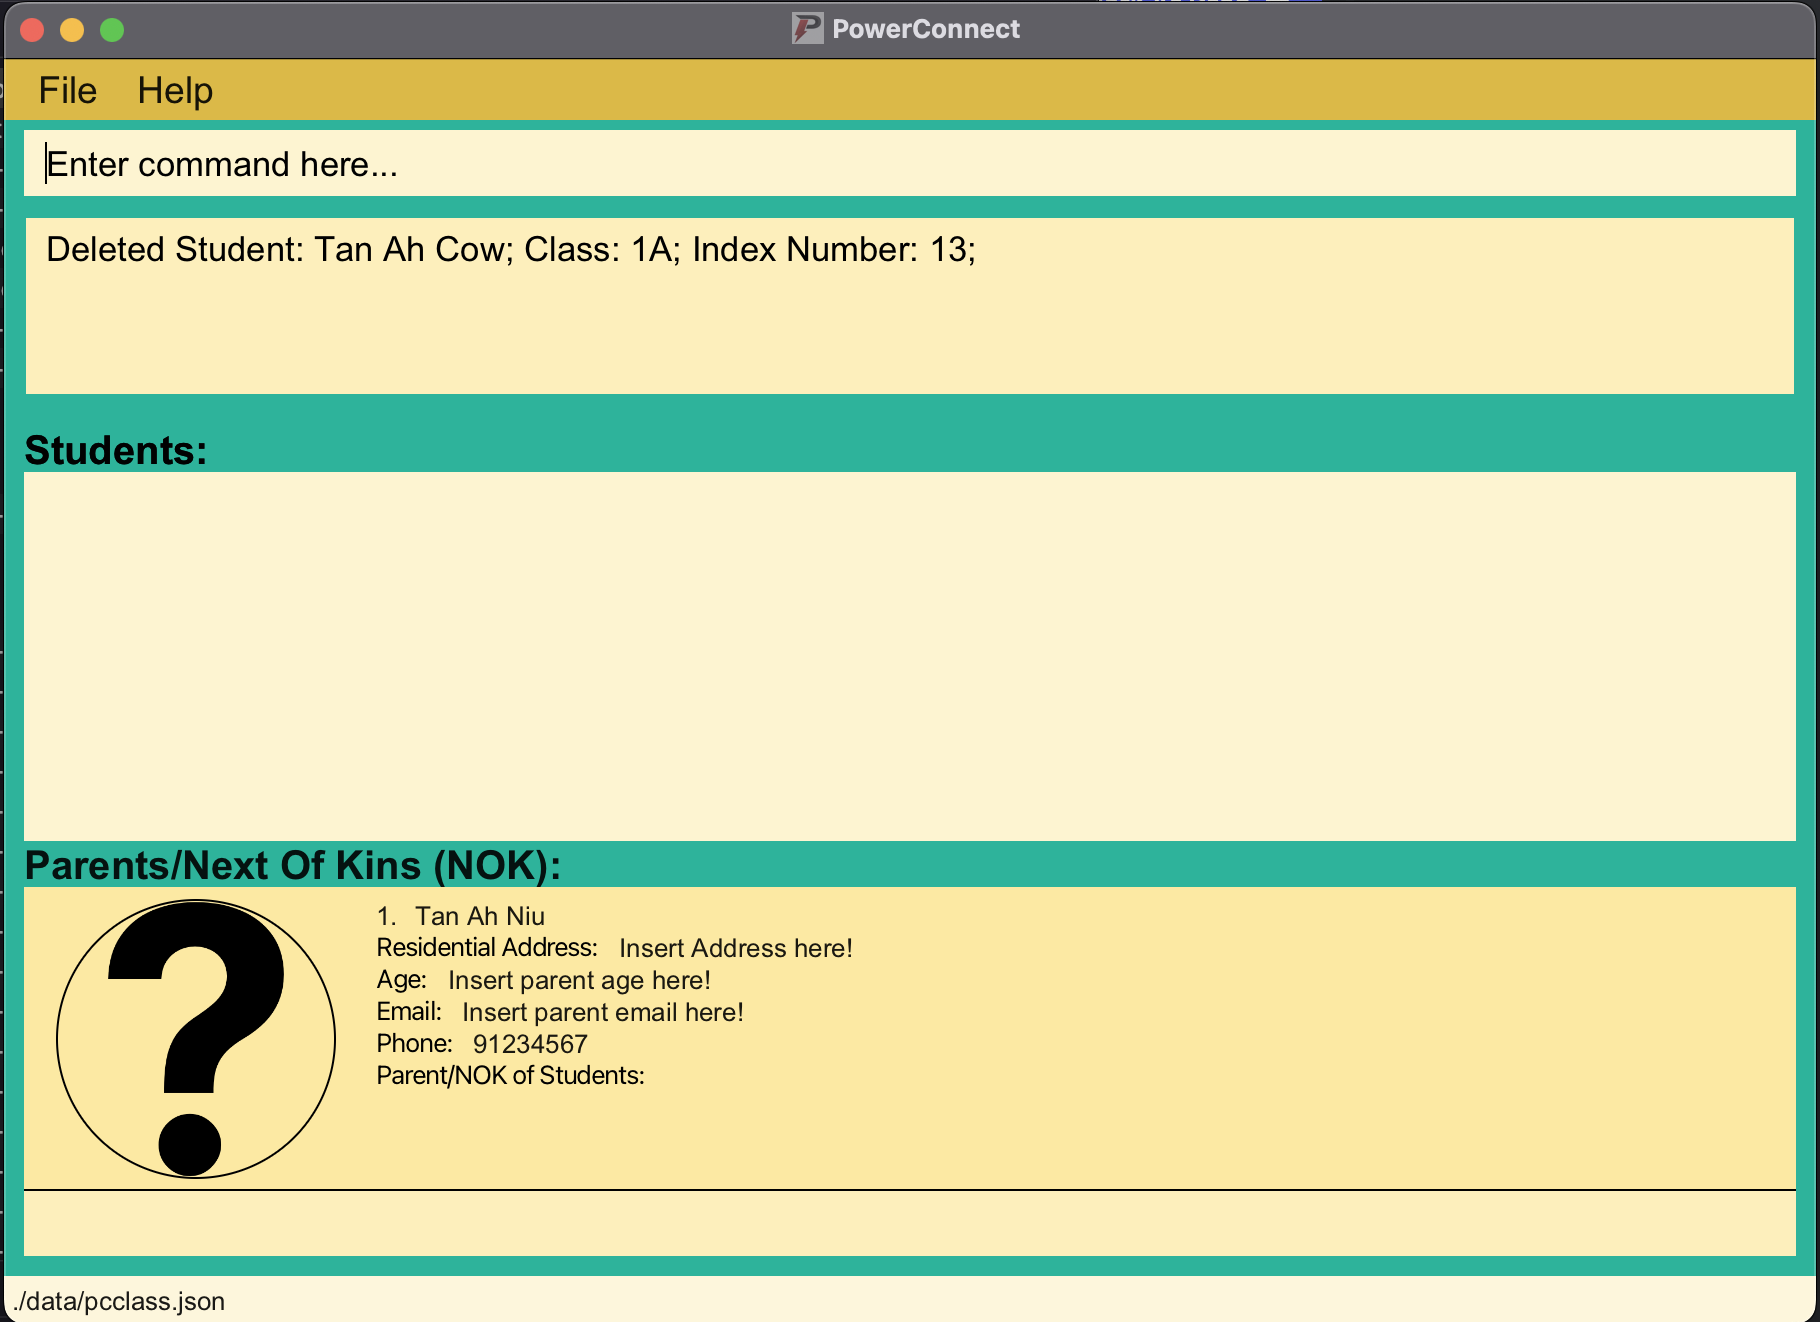 PowerConnect
File Help
Enter command here...
Deleted Student: Tan Ah Cow; Class: 1A; Index Number: 13;
Students:
Parents/Next Of Kins (NOK):
1. Tan Ah Niu
Residential Address: Insert Address here!
Age: Insert parent age here!
Email: Insert parent email here!
Phone: 91234567
Parent/NOK of Students:
./data/pcclass.json